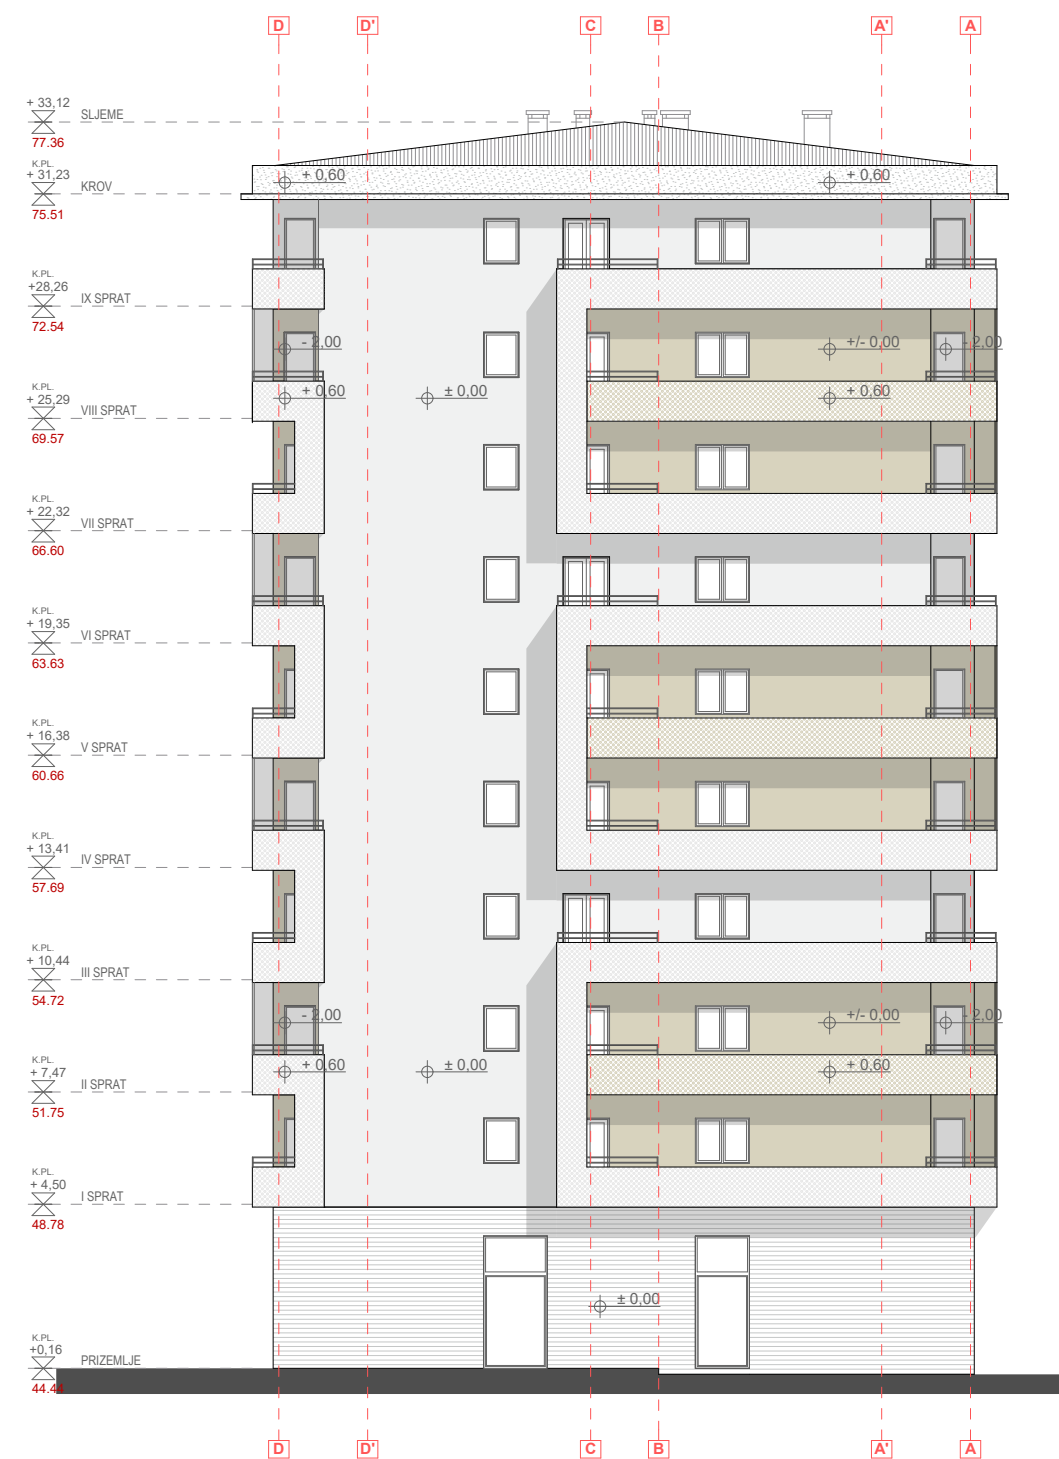 D D' C B A' A
+ 33,12
SLJEME
77.36
K.PL.
+ 31,23
KROV
75.51
+ 0,60 + 0,60
K.PL.
+28,26
IX SPRAT
72.54
- 2,00 +/- 0,00 - 2,00
K.PL.
+ 25,29
VIII SPRAT
69.57
+ 0,60 ± 0,00 + 0,60
K.PL.
+ 22,32
VII SPRAT
66.60
K.PL.
+ 19,35
VI SPRAT
63.63
K.PL.
+ 16,38
V SPRAT
60.66
K.PL.
+ 13,41
IV SPRAT
57.69
K.PL.
+ 10,44
III SPRAT
54.72
- 2,00 +/- 0,00 - 2,00
K.PL.
+ 7,47
II SPRAT
51.75
+ 0,60 ± 0,00 + 0,60
K.PL.
+ 4,50
I SPRAT
48.78
± 0,00
K.PL.
+0,16
PRIZEMLJE
44.44
D D' C B A' A